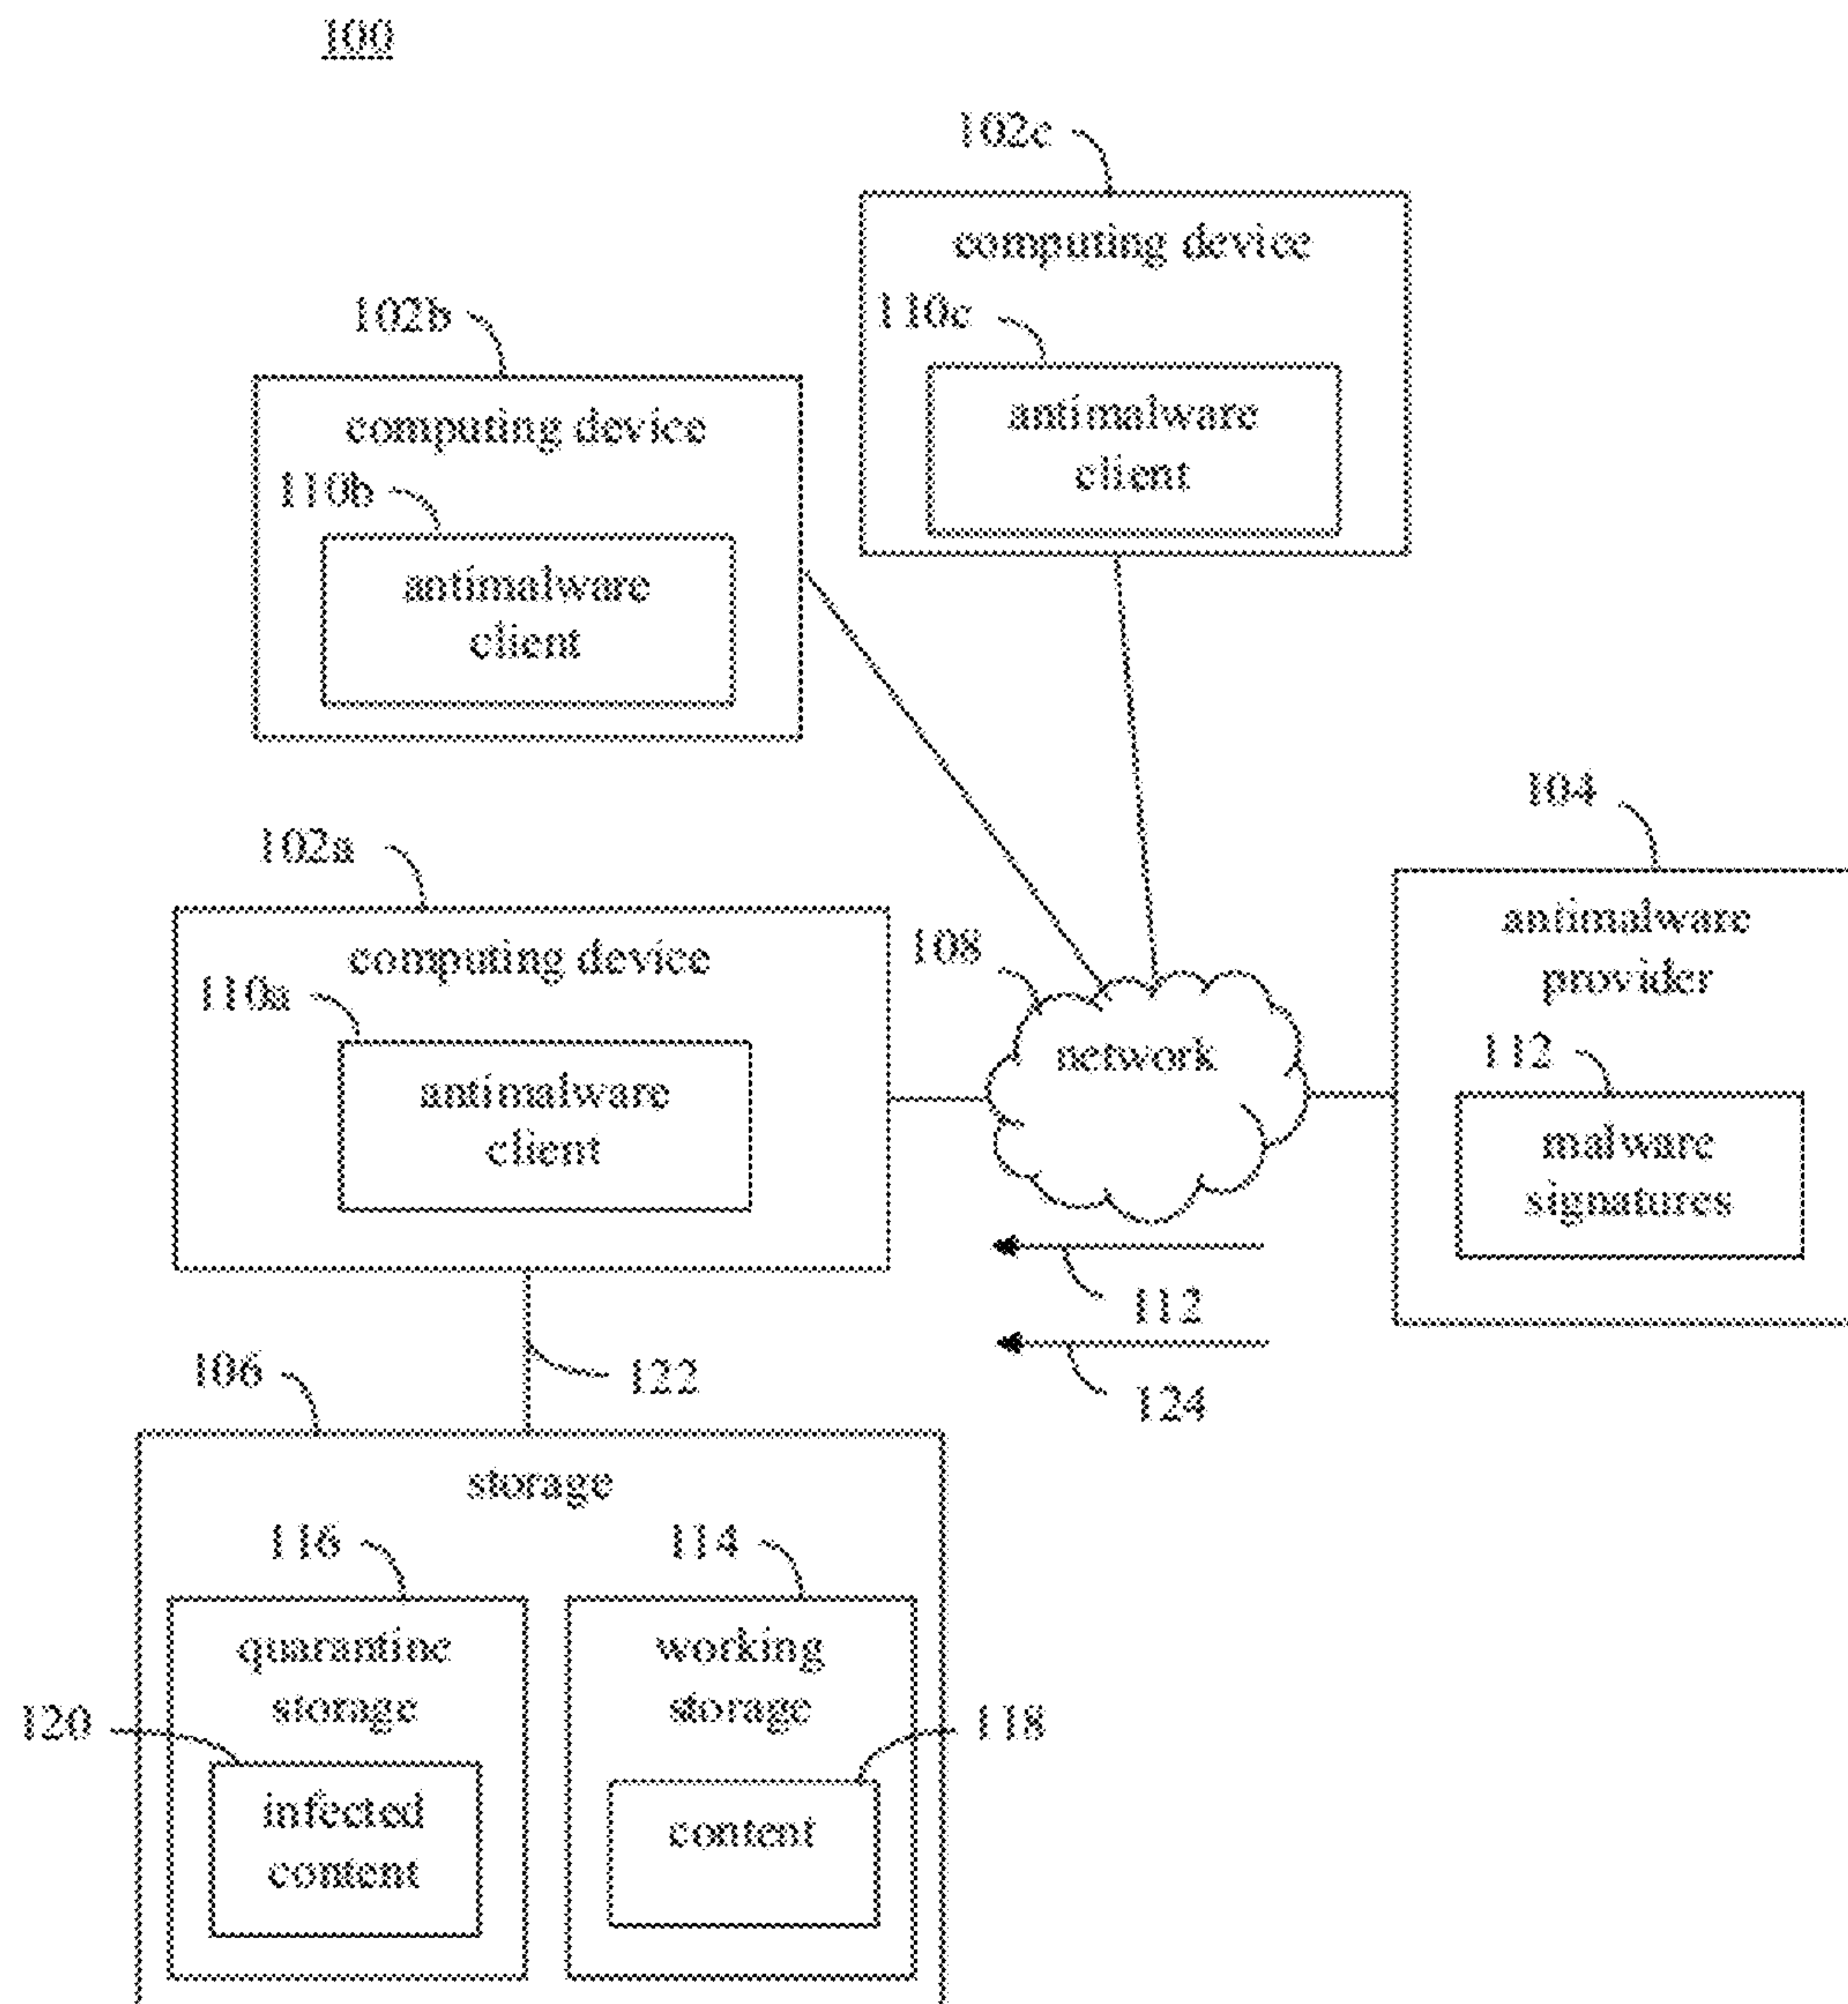 100
102c
computing device
110c
antimalware
client
102b
computing device
110b
antimalware
client
104
antimalware
provider
112
malware
signatures
102a
computing device
110a
antimalware
client
108
network
112
124
122
106
storage
116
quarantine
storage
120
infected
content
114
working
storage
118
content